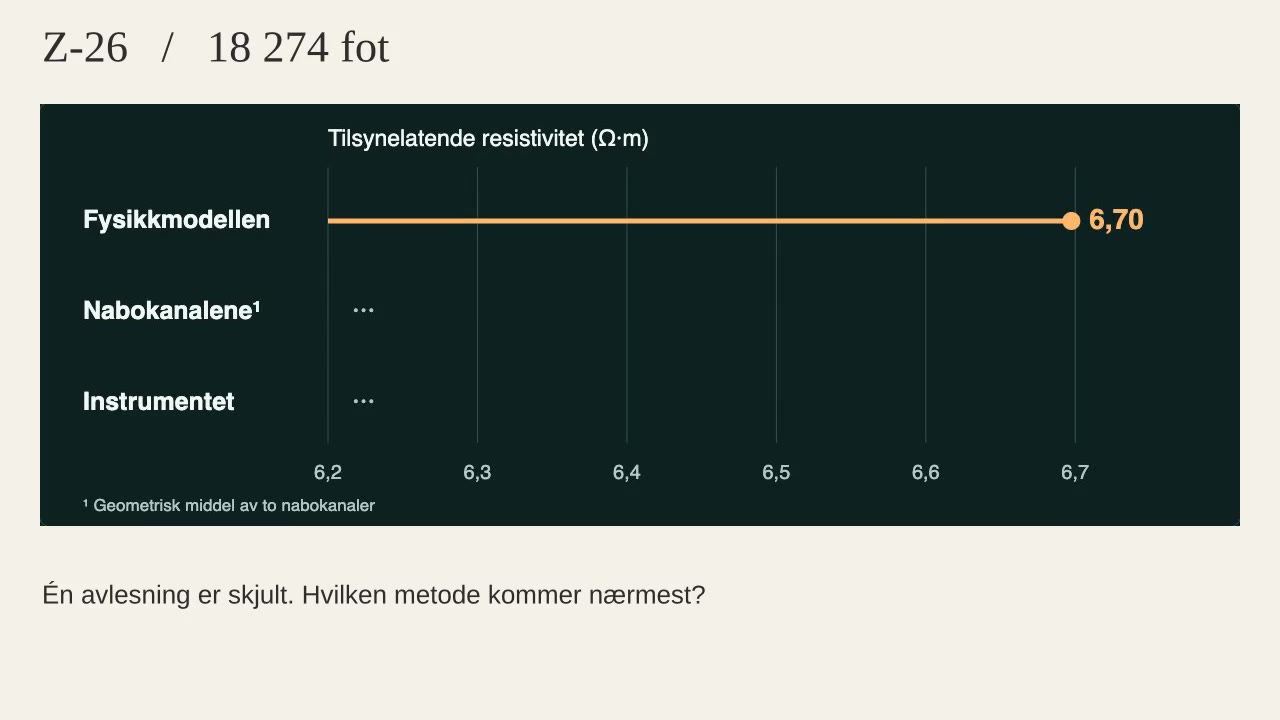 Z-26 / 18 274 fot
Tilsynelatende resistivitet (Ω·m)
Fysikkmodellen 6,70
Nabokanalene¹ ...
Instrumentet ...
6,2 6,3 6,4 6,5 6,6 6,7
¹ Geometrisk middel av to nabokanaler
Én avlesning er skjult. Hvilken metode kommer nærmest?